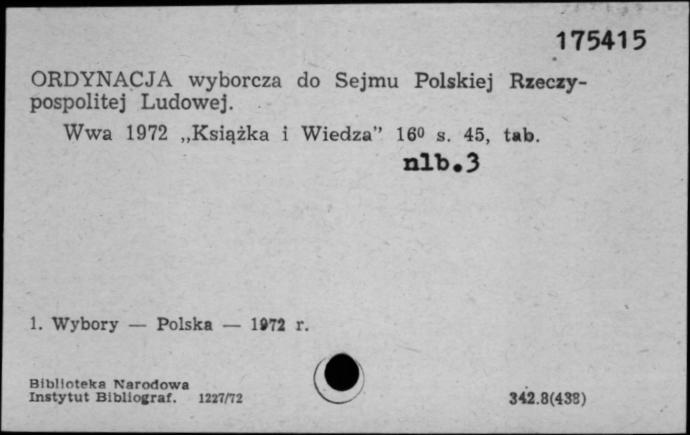 175415
ORDYNACJA wyborcza do Sejmu Polskiej Rzeczy-
pospolitej Ludowej.
Wwa 1972 „Książka i Wiedza" 16⁰ s. 45, tab.
nlb.3
1. Wybory — Polska — 1972 r.
Biblioteka Narodowa
Instytut Bibliograf. 1227/72
342.8(438)